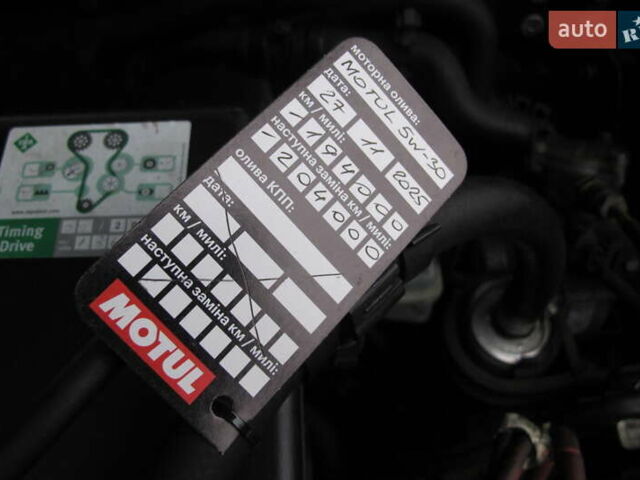 auto
моторна олива:
MOTUL 5W-30
дата:
27 11 2025
км / милі:
194000
наступна заміна км / милі:
204000
олива КПП:
дата:
км / милі:
наступна заміна км / милі:
MOTUL
Timing
Drive